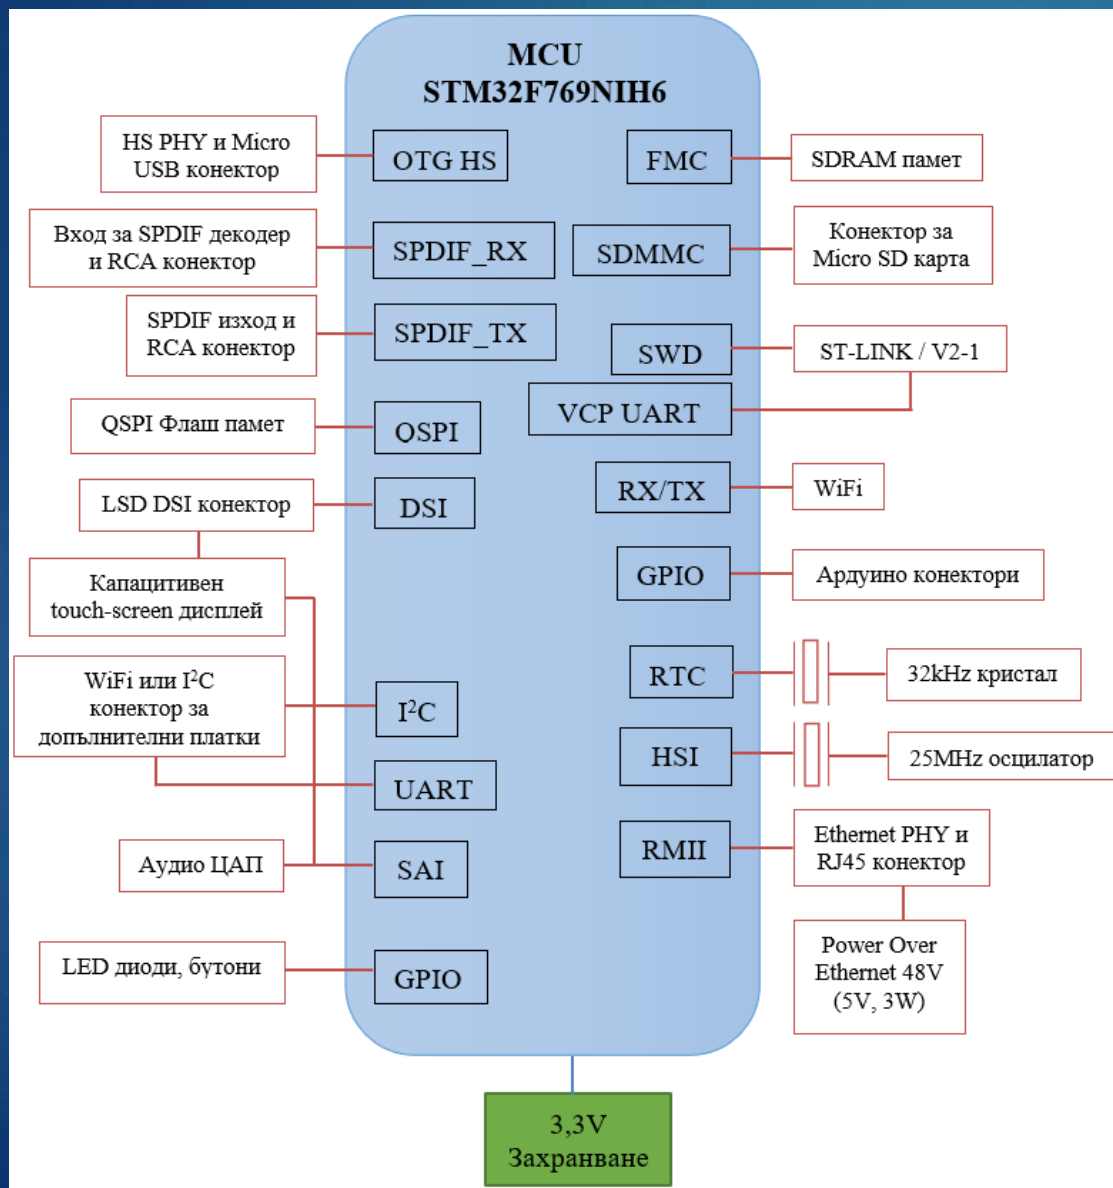 MCU
STM32F769NIH6
HS PHY и Micro
USB конектор
OTG HS
FMC
SDRAM памет
Вход за SPDIF декодер
и RCA конектор
SPDIF_RX
SDMMC
Конектор за
Micro SD карта
SPDIF изход и
RCA конектор
SPDIF_TX
SWD
ST-LINK / V2-1
VCP UART
QSPI Флаш памет
QSPI
RX/TX
WiFi
LSD DSI конектор
DSI
GPIO
Ардуино конектори
Капацитивен
touch-screen дисплей
WiFi или I²C
конектор за
допълнителни платки
I²C
RTC
32kHz кристал
UART
HSI
25MHz осцилатор
Аудио ЦАП
SAI
RMII
Ethernet PHY и
RJ45 конектор
LED диоди, бутони
GPIO
Power Over
Ethernet 48V
(5V, 3W)
3,3V
Захранване